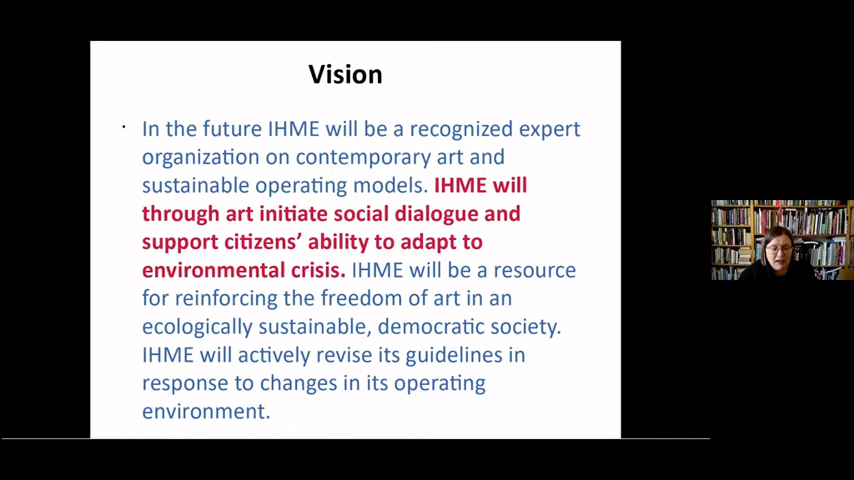 Vision
· In the future IHME will be a recognized expert
organization on contemporary art and
sustainable operating models. IHME will
through art initiate social dialogue and
support citizens’ ability to adapt to
environmental crisis. IHME will be a resource
for reinforcing the freedom of art in an
ecologically sustainable, democratic society.
IHME will actively revise its guidelines in
response to changes in its operating
environment.